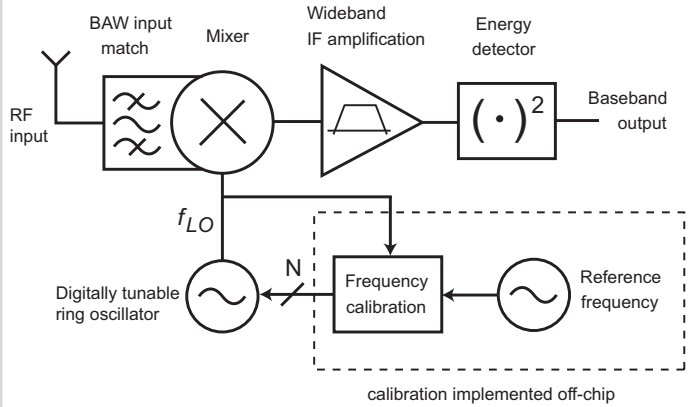 BAW input
match
Mixer
Wideband
IF amplification
Energy
detector
RF
input
( · )2
Baseband
output
fLO
N
Digitally tunable
ring oscillator
Frequency
calibration
Reference
frequency
calibration implemented off-chip